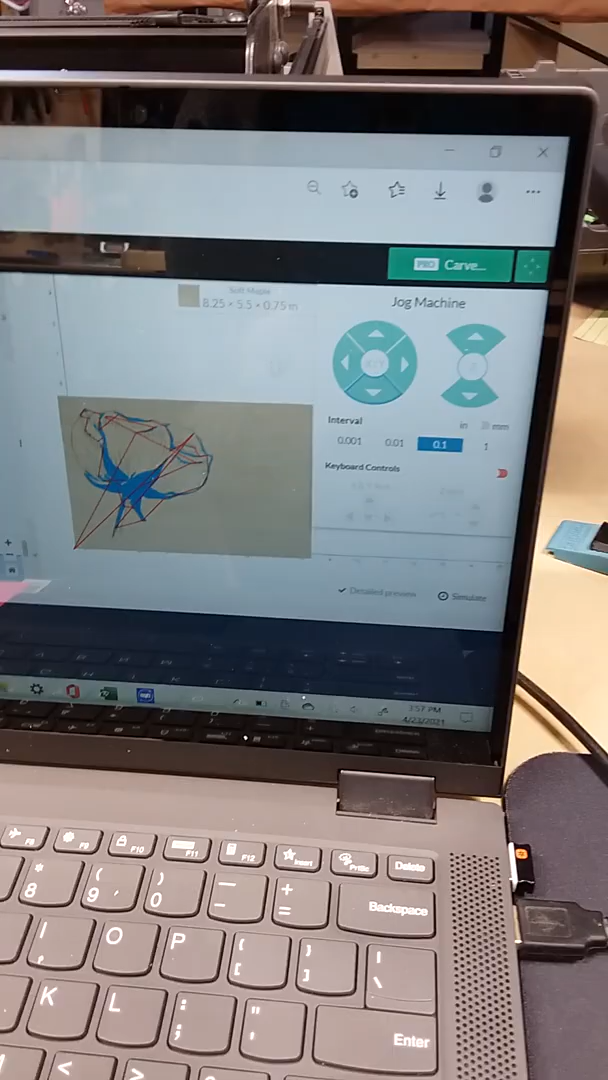 PRO Carve...
Soft Maple
8.25 × 5.5 × 0.75 in
Jog Machine
Interval
in
mm
0.001 0.01 0.1 1
Keyboard Controls
Detailed preview
Simulate
3:57 PM
4/23/2021
F8
F9
F10
F11
F12
Insert
PrtSc
Delete
*
8
(
9
)
0
—
-
+
=
Backspace
I
O
P
{
[
}
]
|
\
K
L
:
;
"
'
Enter
<
>